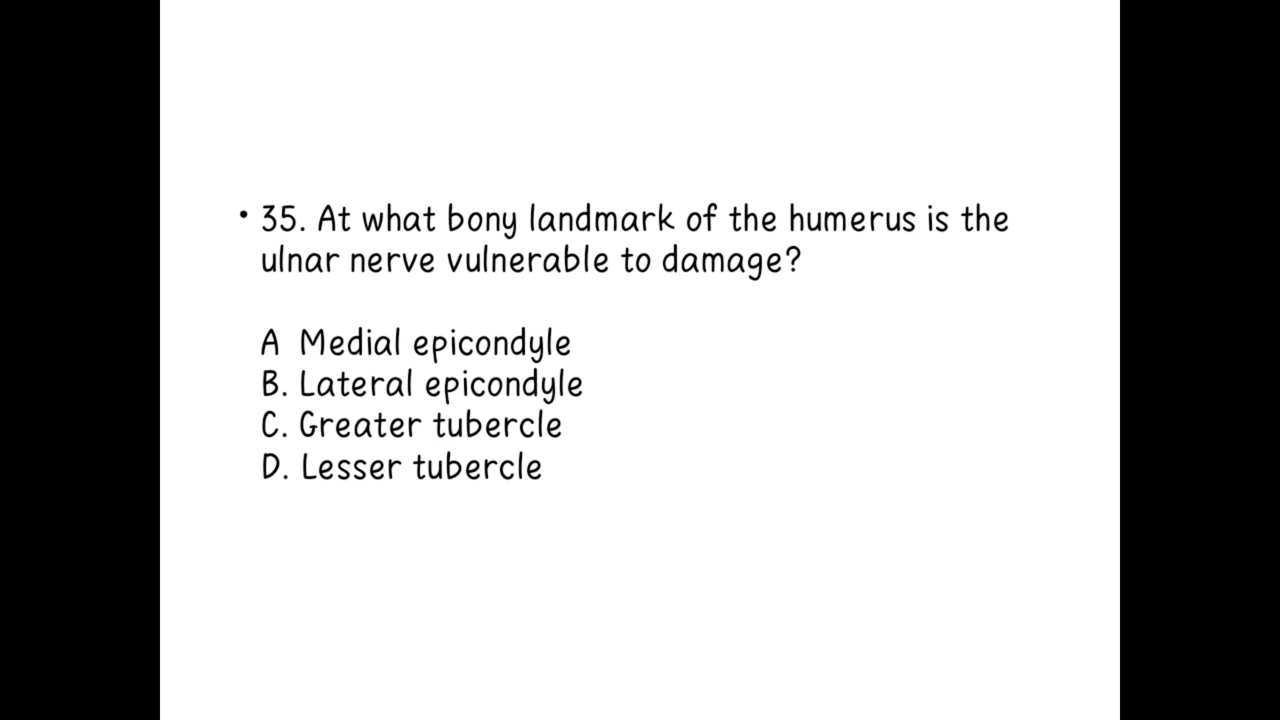 • 35. At what bony landmark of the humerus is the
ulnar nerve vulnerable to damage?
A Medial epicondyle
B. Lateral epicondyle
C. Greater tubercle
D. Lesser tubercle